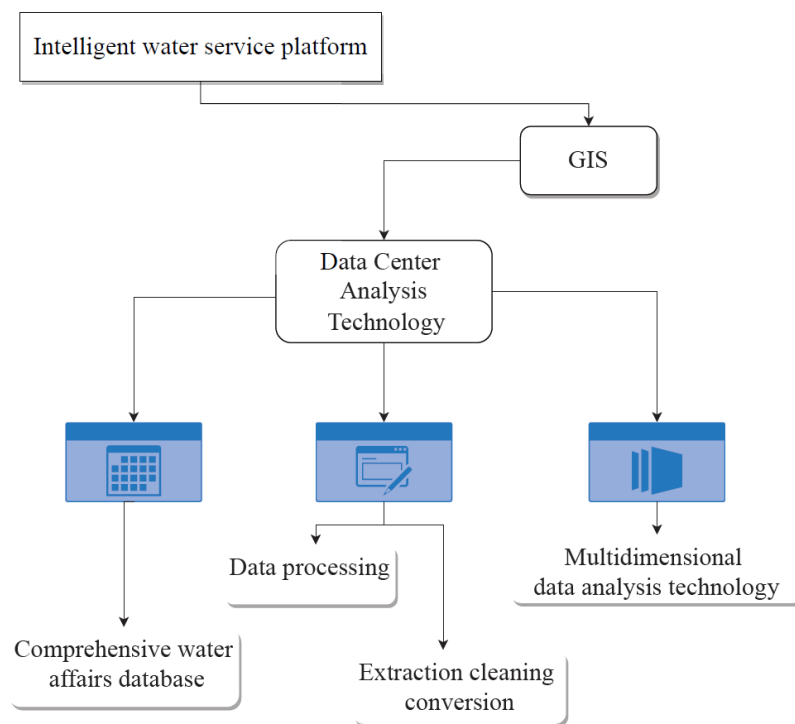 Intelligent water service platform
GIS
Data Center
Analysis
Technology
Data processing
Multidimensional
data analysis technology
Comprehensive water
affairs database
Extraction cleaning
conversion